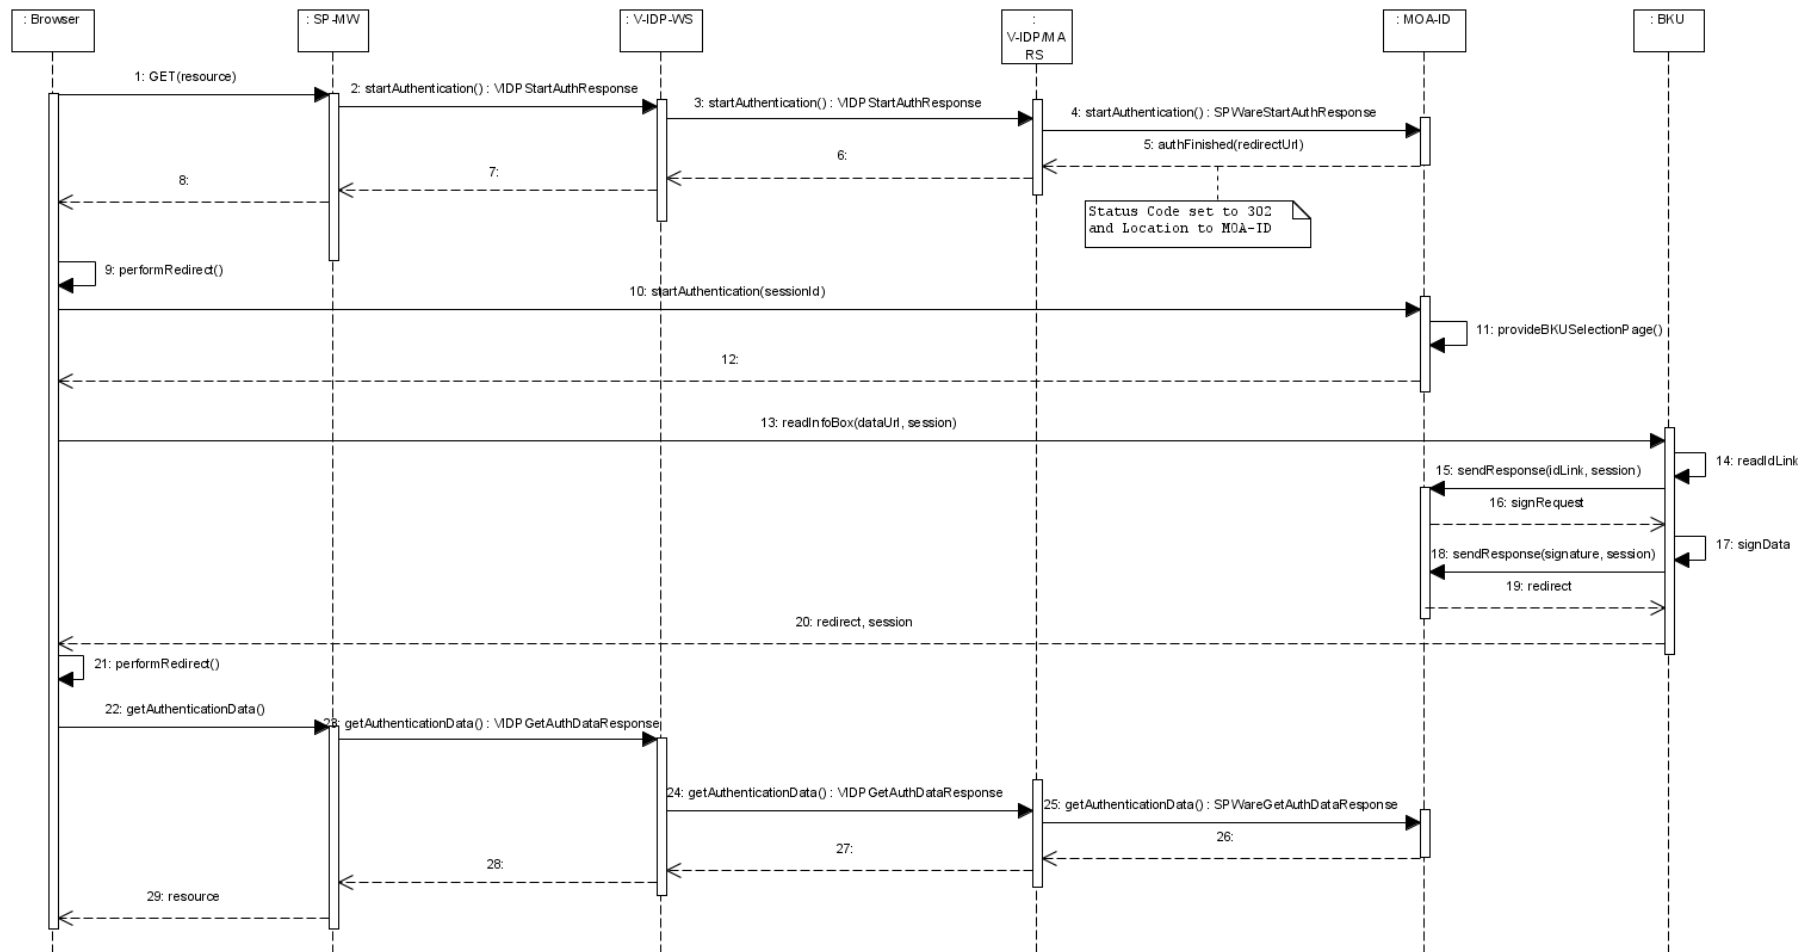 : Browser
: SP-MW
: V-IDP-WS
:
V-IDP/MA
RS
: MOA-ID
: BKU
1: GET(resource)
2: startAuthentication() : VIDPStartAuthResponse
3: startAuthentication() : VIDPStartAuthResponse
4: startAuthentication() : SPWareStartAuthResponse
5: authFinished(redirectUrl)
6:
7:
8:
Status Code set to 302
and Location to MOA-ID
9: performRedirect()
10: startAuthentication(sessionId)
11: provideBKUSelectionPage()
12:
13: readInfoBox(dataUrl, session)
14: readIdLink
15: sendResponse(idLink, session)
16: signRequest
17: signData
18: sendResponse(signature, session)
19: redirect
20: redirect, session
21: performRedirect()
22: getAuthenticationData()
23: getAuthenticationData() : VIDPGetAuthDataResponse
24: getAuthenticationData() : VIDPGetAuthDataResponse
25: getAuthenticationData() : SPWareGetAuthDataResponse
26:
27:
28:
29: resource